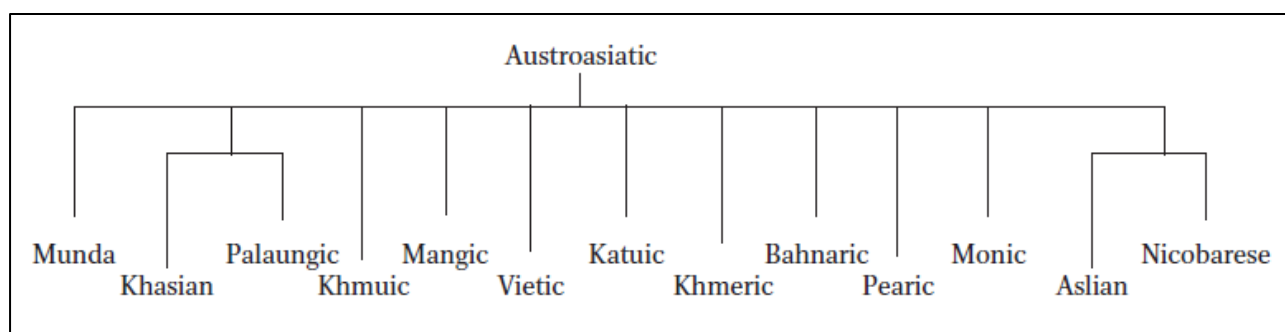 Austroasiatic
Munda Palaungic Mangic Katuic Bahnaric Monic Nicobarese
Khasian Khmuic Vietic Khmeric Pearic Aslian